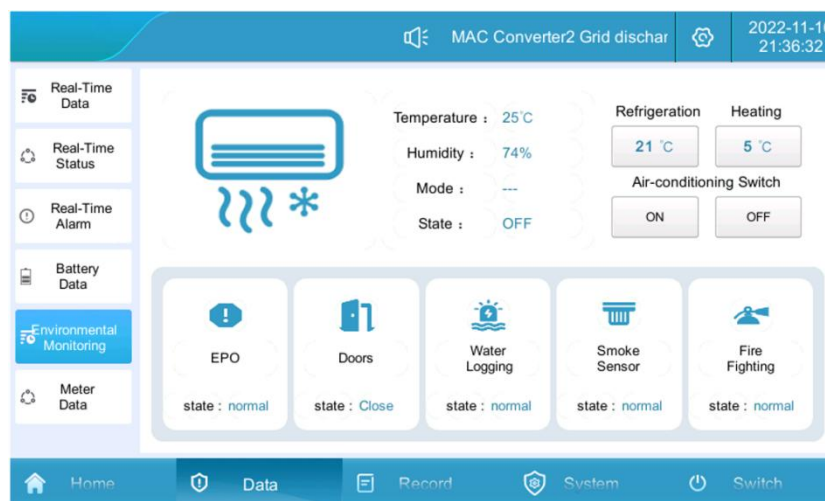 MAC Converter2 Grid dischar
2022-11-1
21:36:32
Real-Time
Data
Real-Time
Status
Real-Time
Alarm
Battery
Data
Environmental
Monitoring
Meter
Data
Temperature : 25°C
Humidity : 74%
Mode : ---
State : OFF
Refrigeration Heating
21 °C 5 °C
Air-conditioning Switch
ON OFF
EPO
state : normal
Doors
state : Close
Water
Logging
state : normal
Smoke
Sensor
state : normal
Fire
Fighting
state : normal
Home Data Record System Switch